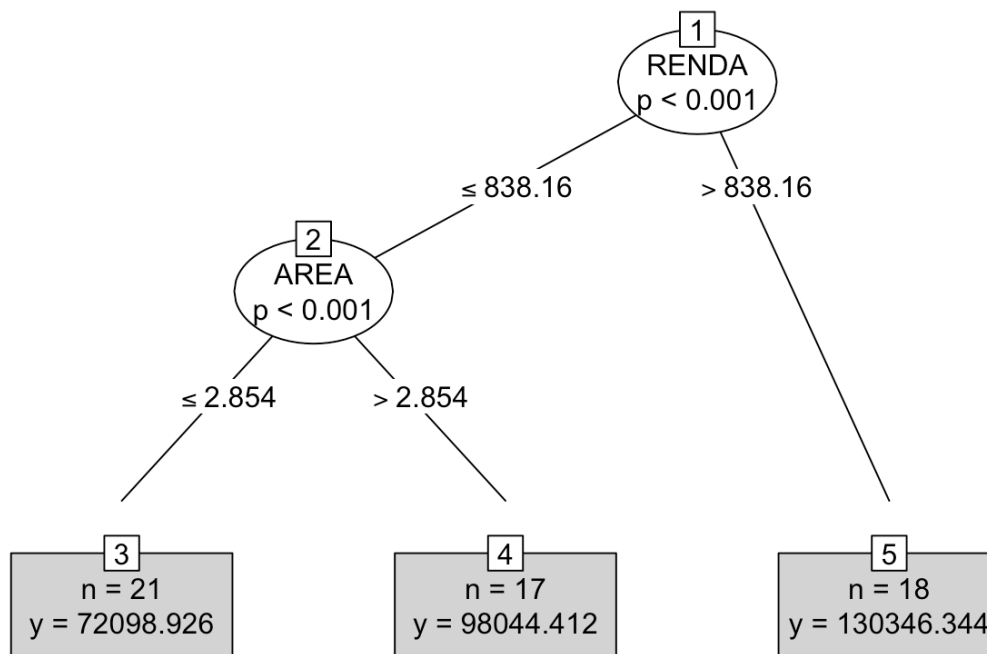 1
RENDA
p < 0.001
≤ 838.16
> 838.16
2
AREA
p < 0.001
≤ 2.854
> 2.854
3
n = 21
y = 72098.926
4
n = 17
y = 98044.412
5
n = 18
y = 130346.344